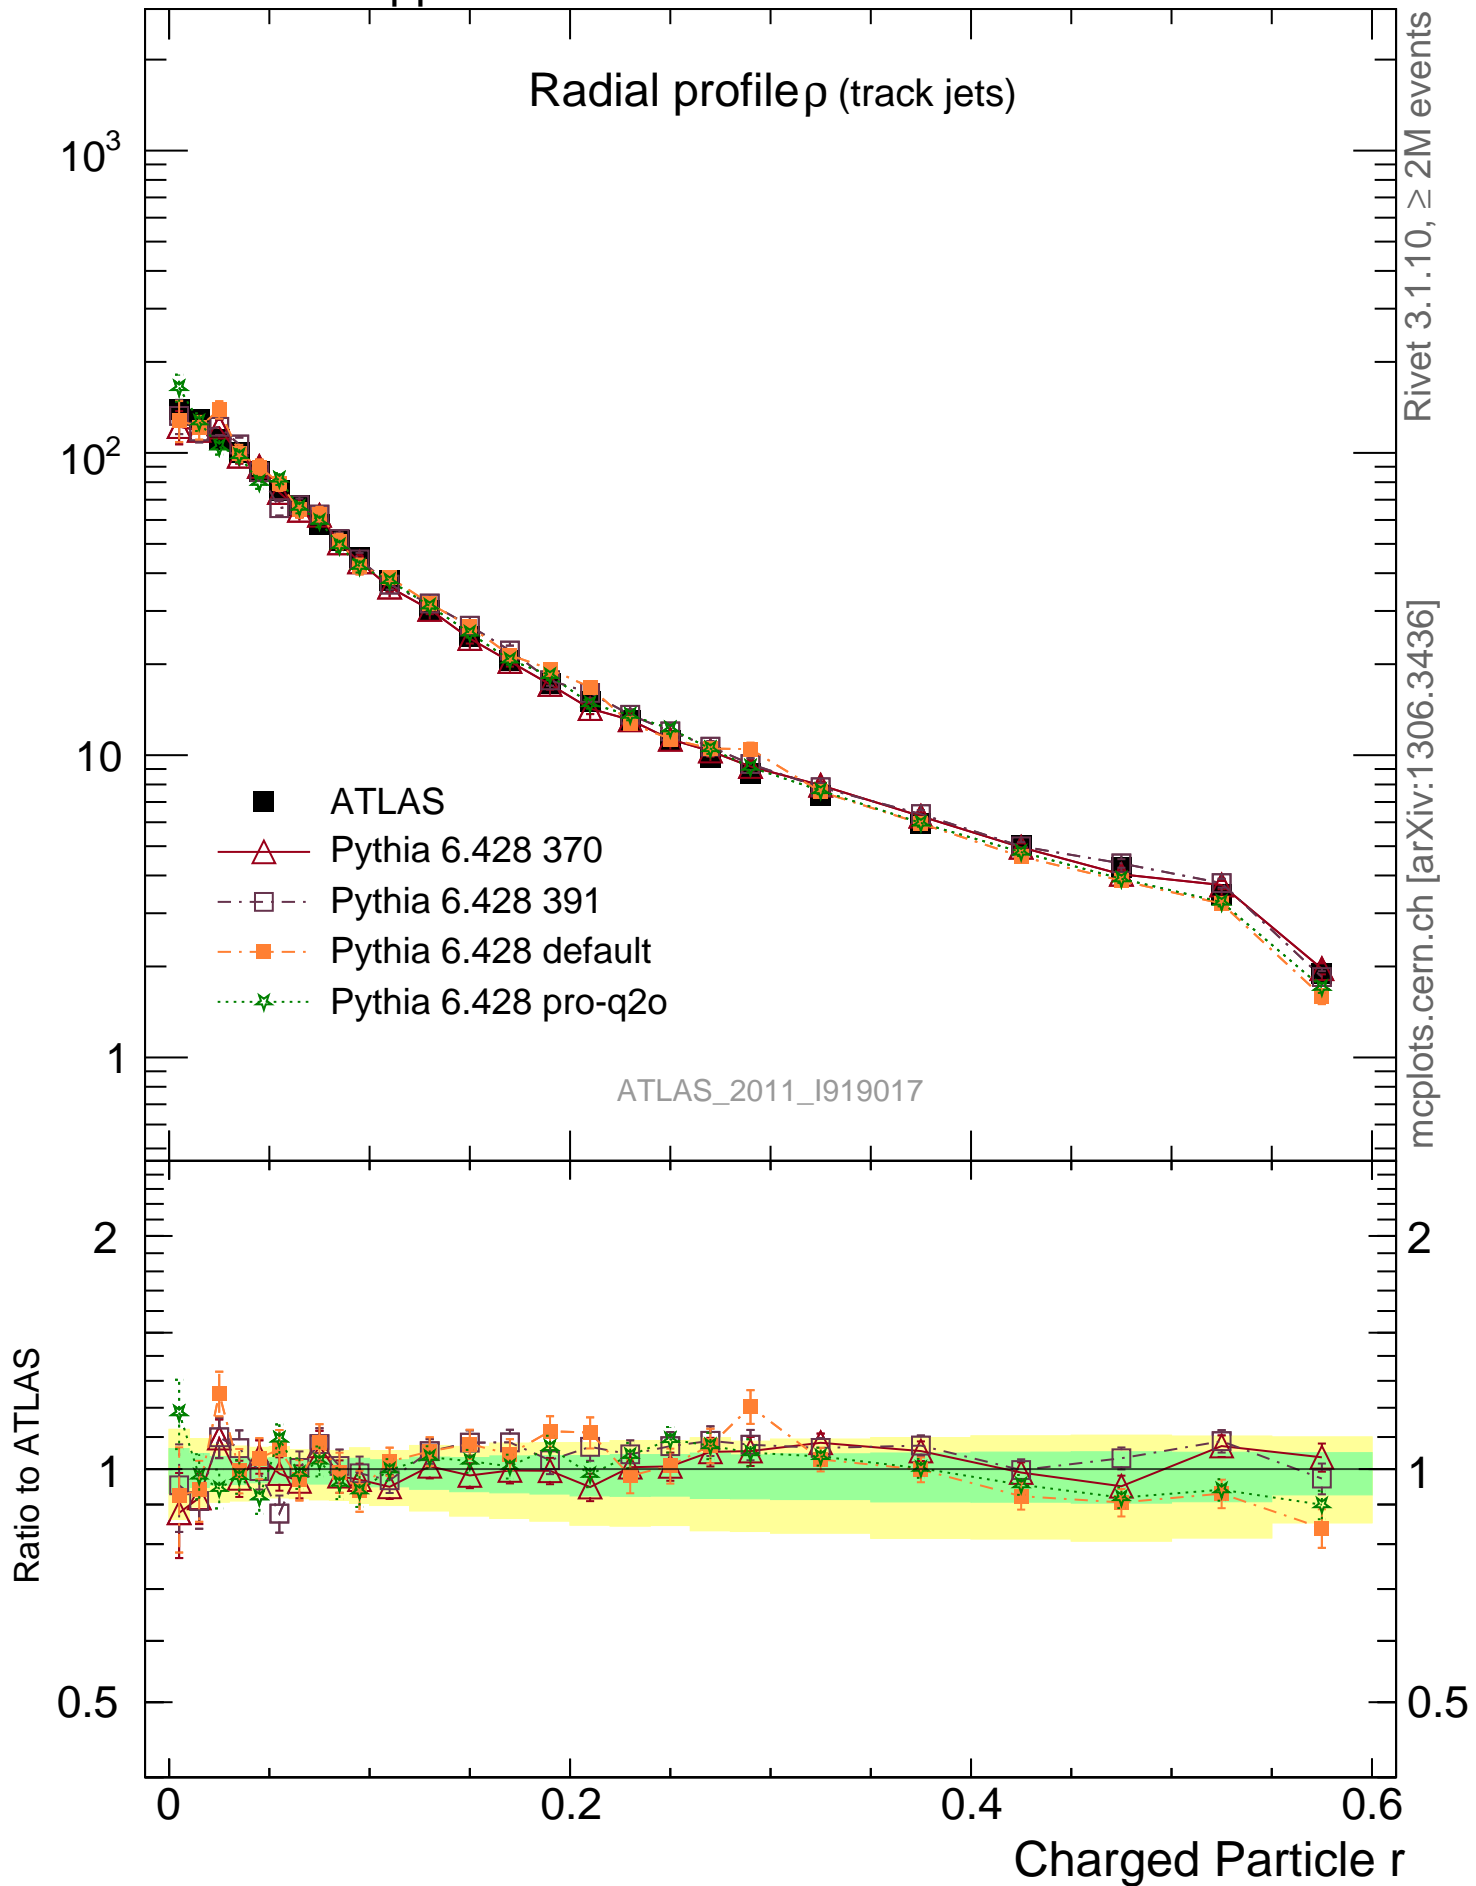 Radial profile ρ (track jets)
10³
10²
10
1
ATLAS
Pythia 6.428 370
Pythia 6.428 391
Pythia 6.428 default
Pythia 6.428 pro-q2o
ATLAS_2011_I919017
Rivet 3.1.10, ≥ 2M events
mcplots.cern.ch [arXiv:1306.3436]
Ratio to ATLAS
2
1
0.5
2
1
0.5
0
0.2
0.4
0.6
Charged Particle r